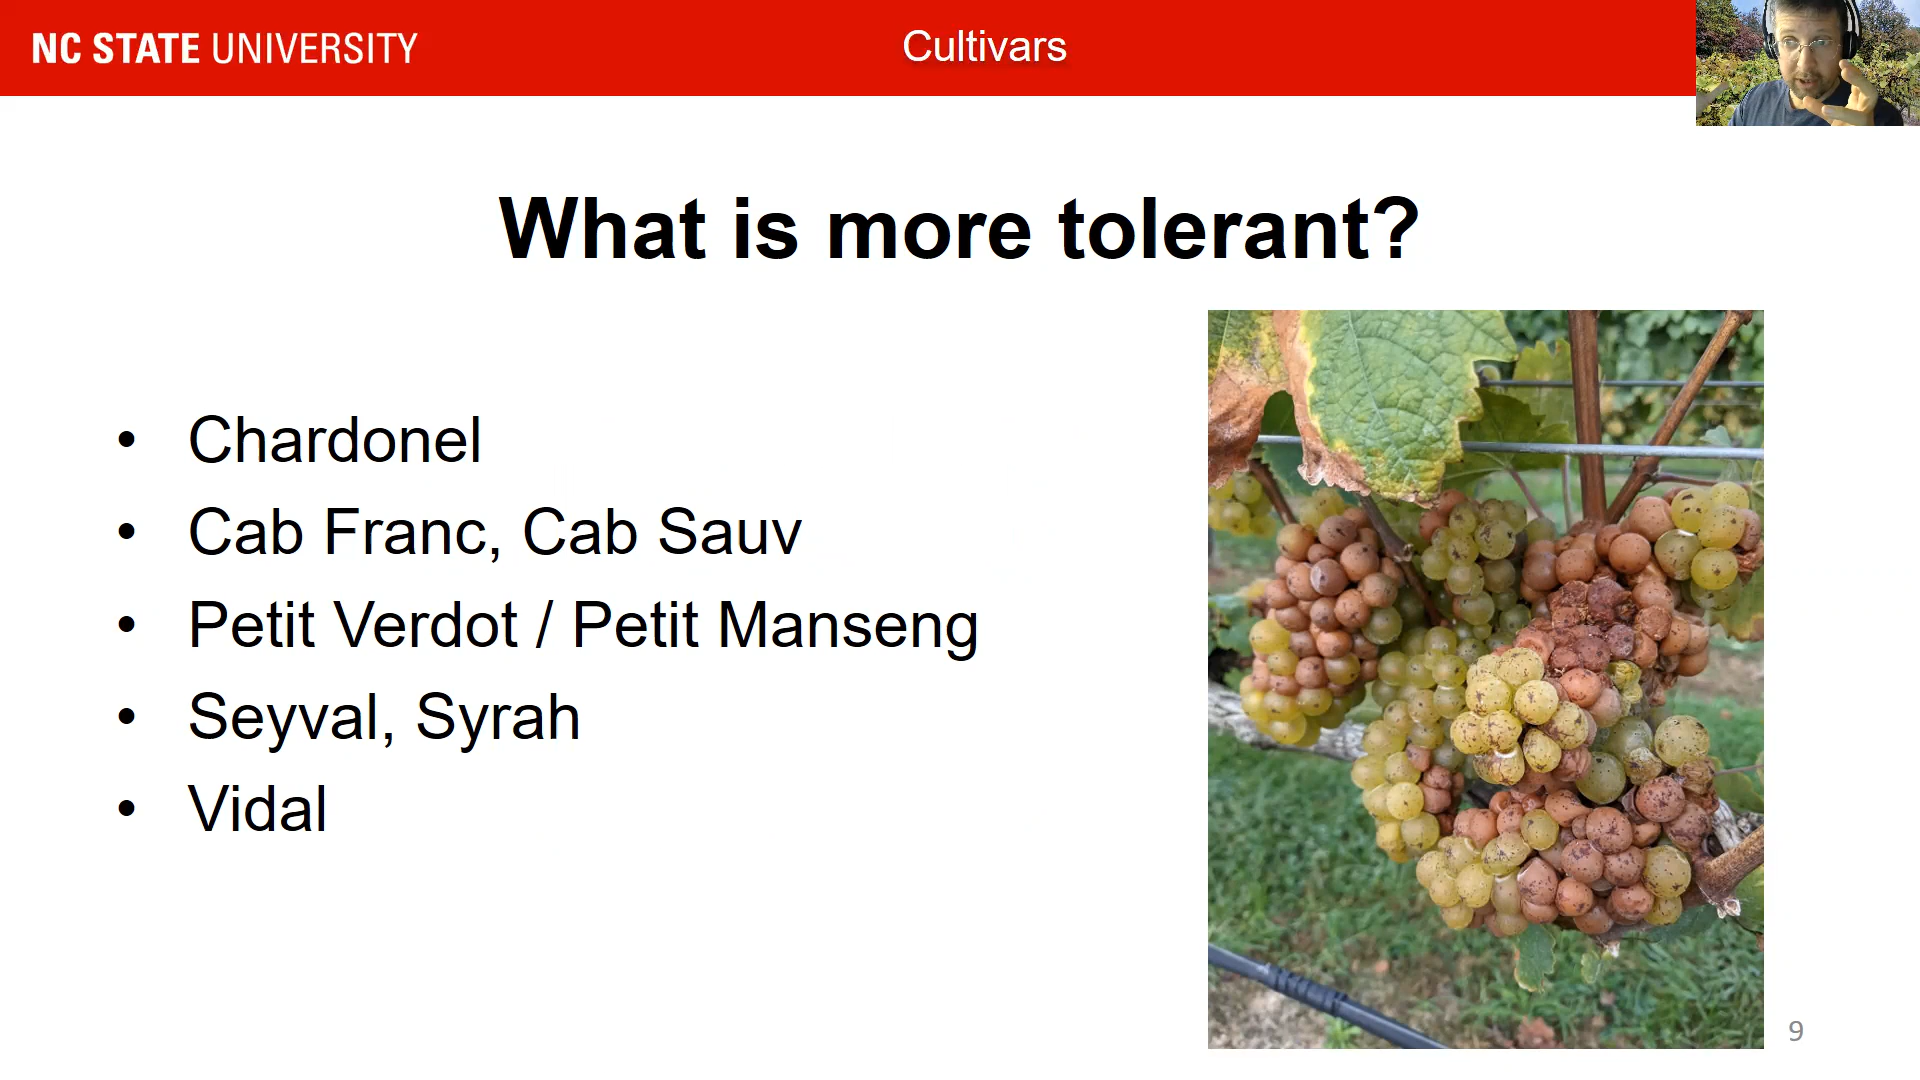 NC STATE UNIVERSITY
Cultivars
What is more tolerant?
• Chardonel
• Cab Franc, Cab Sauv
• Petit Verdot / Petit Manseng
• Seyval, Syrah
• Vidal
9